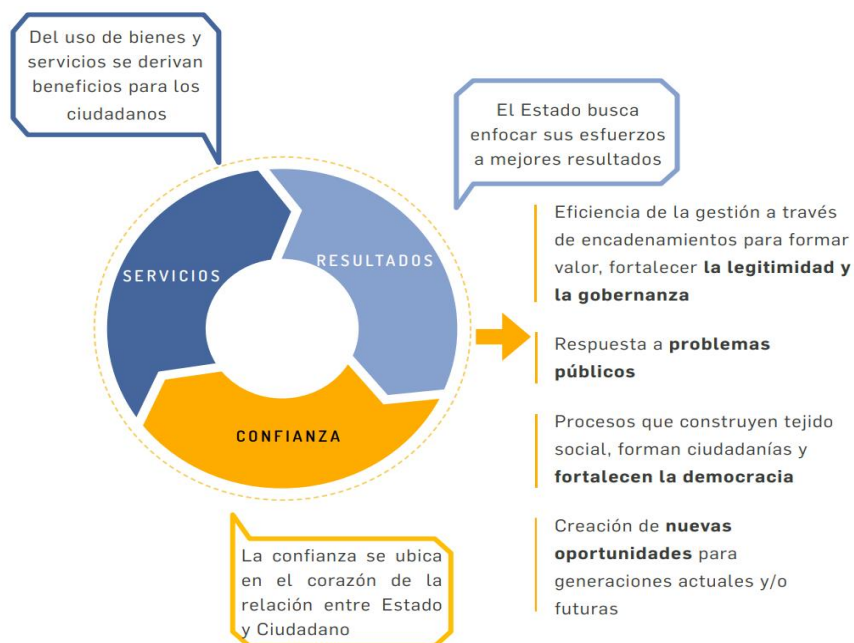 Del uso de bienes y
servicios se derivan
beneficios para los
ciudadanos
El Estado busca
enfocar sus esfuerzos
a mejores resultados
SERVICIOS
RESULTADOS
CONFIANZA
Eficiencia de la gestión a través
de encadenamientos para formar
valor, fortalecer la legitimidad y
la gobernanza
Respuesta a problemas
públicos
Procesos que construyen tejido
social, forman ciudadanías y
fortalecen la democracia
Creación de nuevas
oportunidades para
generaciones actuales y/o
futuras
La confianza se ubica
en el corazón de la
relación entre Estado
y Ciudadano